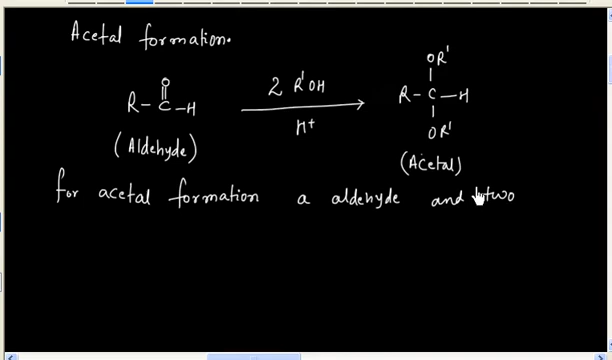 Acetal formation.
OR'
O
2 R'OH
R-C-H
R-C-H
H+
OR'
(Aldehyde)
(Acetal)
for acetal formation a aldehyde and two